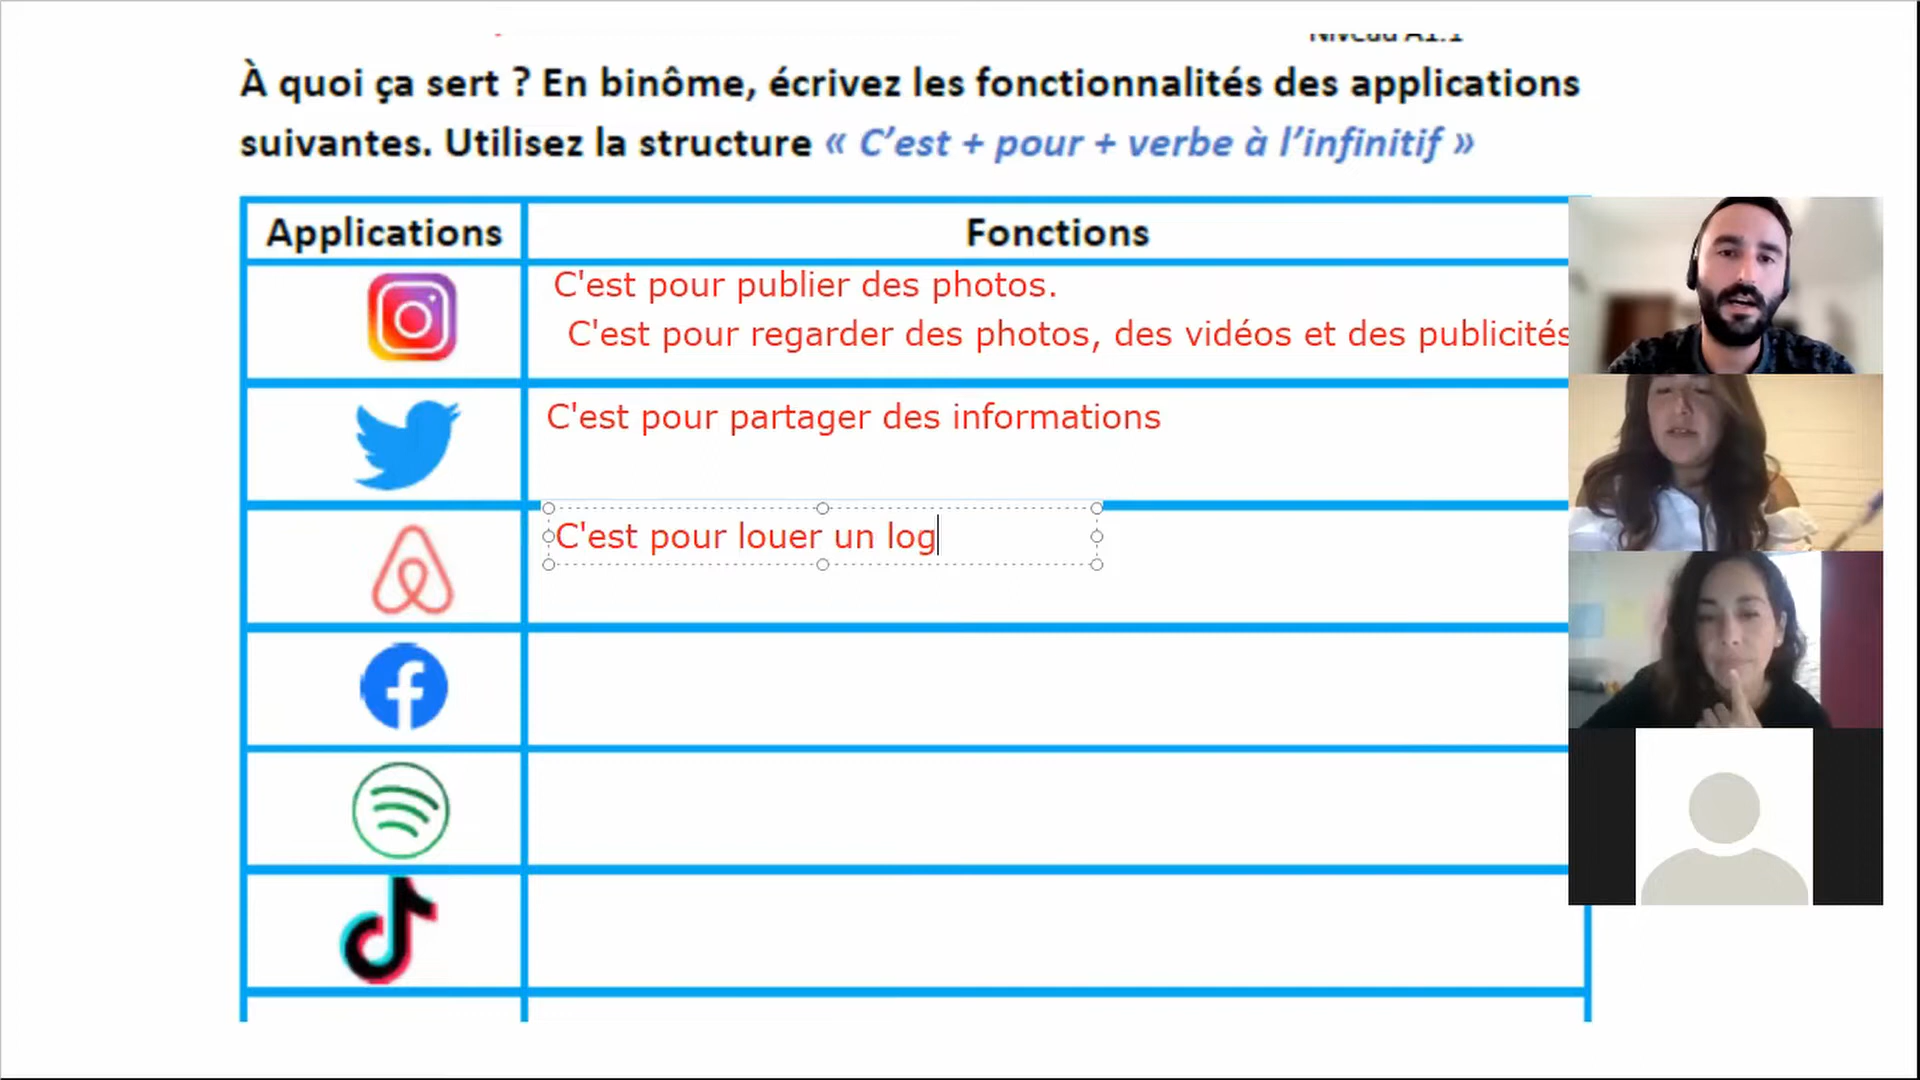 À quoi ça sert ? En binôme, écrivez les fonctionnalités des applications
suivantes. Utilisez la structure « C’est + pour + verbe à l’infinitif »
Applications Fonctions
C'est pour publier des photos.
C'est pour regarder des photos, des vidéos et des publicités
C'est pour partager des informations
C'est pour louer un log